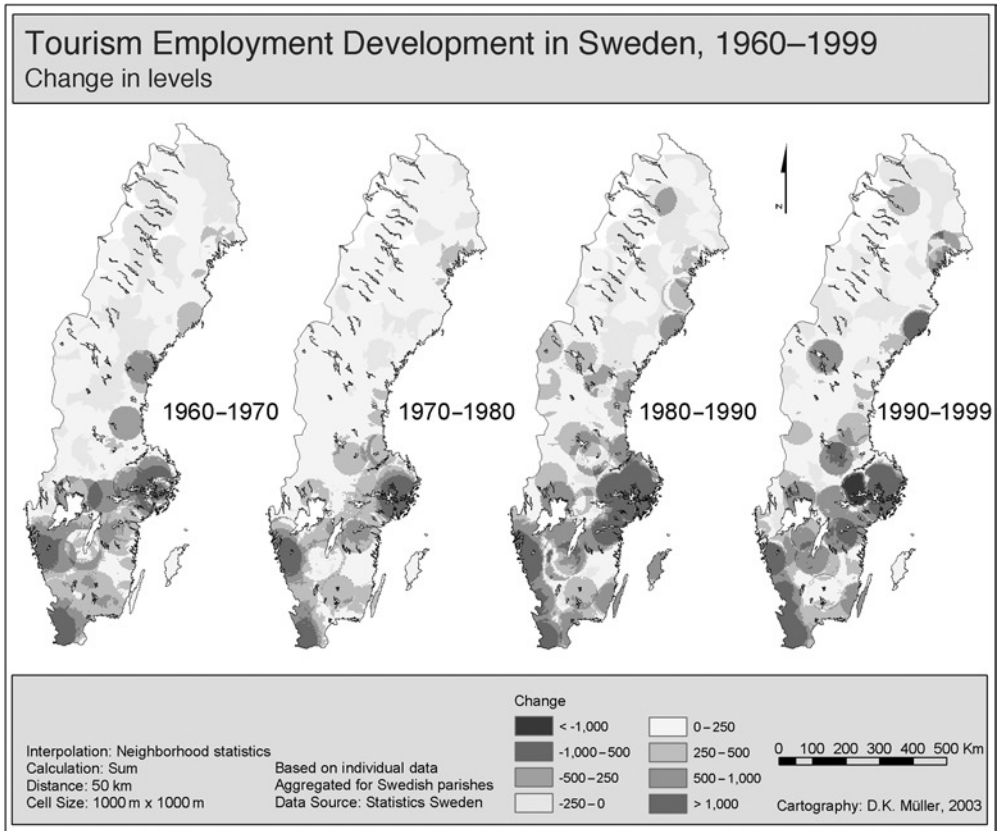 Tourism Employment Development in Sweden, 1960–1999
Change in levels
N
1960–1970
1970–1980
1980–1990
1990–1999
Interpolation: Neighborhood statistics
Calculation: Sum
Distance: 50 km
Cell Size: 1000 m x 1000 m
Based on individual data
Aggregated for Swedish parishes
Data Source: Statistics Sweden
Change
< -1,000
-1,000 – 500
-500 – 250
-250 – 0
0 – 250
250 – 500
500 – 1,000
> 1,000
0 100 200 300 400 500 Km
Cartography: D.K. Müller, 2003